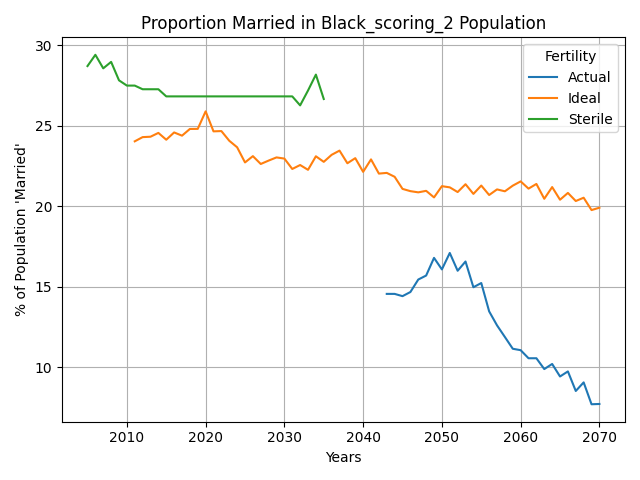 Proportion Married in Black_scoring_2 Population
Fertility
Actual
Ideal
Sterile
% of Population 'Married'
30
25
20
15
10
2010 2020 2030 2040 2050 2060 2070
Years